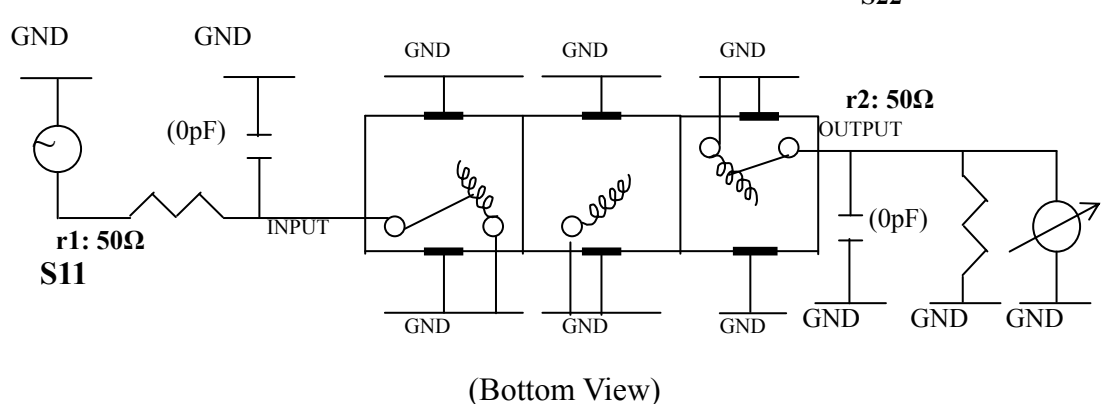 S22
GND
GND
GND
GND
GND
r2: 50Ω
(0pF)
OUTPUT
INPUT
(0pF)
r1: 50Ω
S11
GND
GND
GND
GND
GND
GND
(Bottom View)